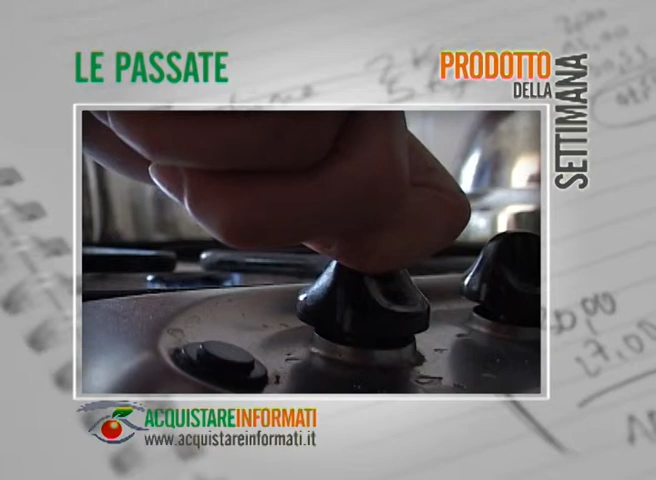 LE PASSATE
PRODOTTO
DELLA
SETTIMANA
ACQUISTAREINFORMATI
www.acquistareinformati.it